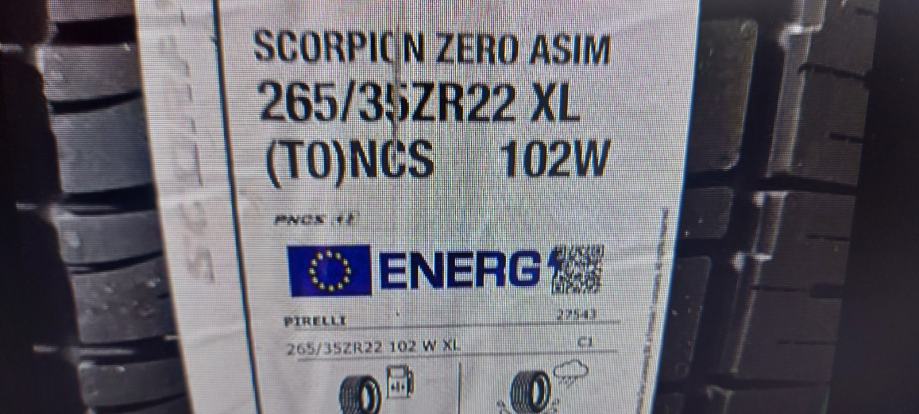 SCORPION ZERO ASIM
265/35ZR22 XL
(T0)NCS 102W
PNCS
ENERG
PIRELLI 27543
265/35ZR22 102 W XL C1